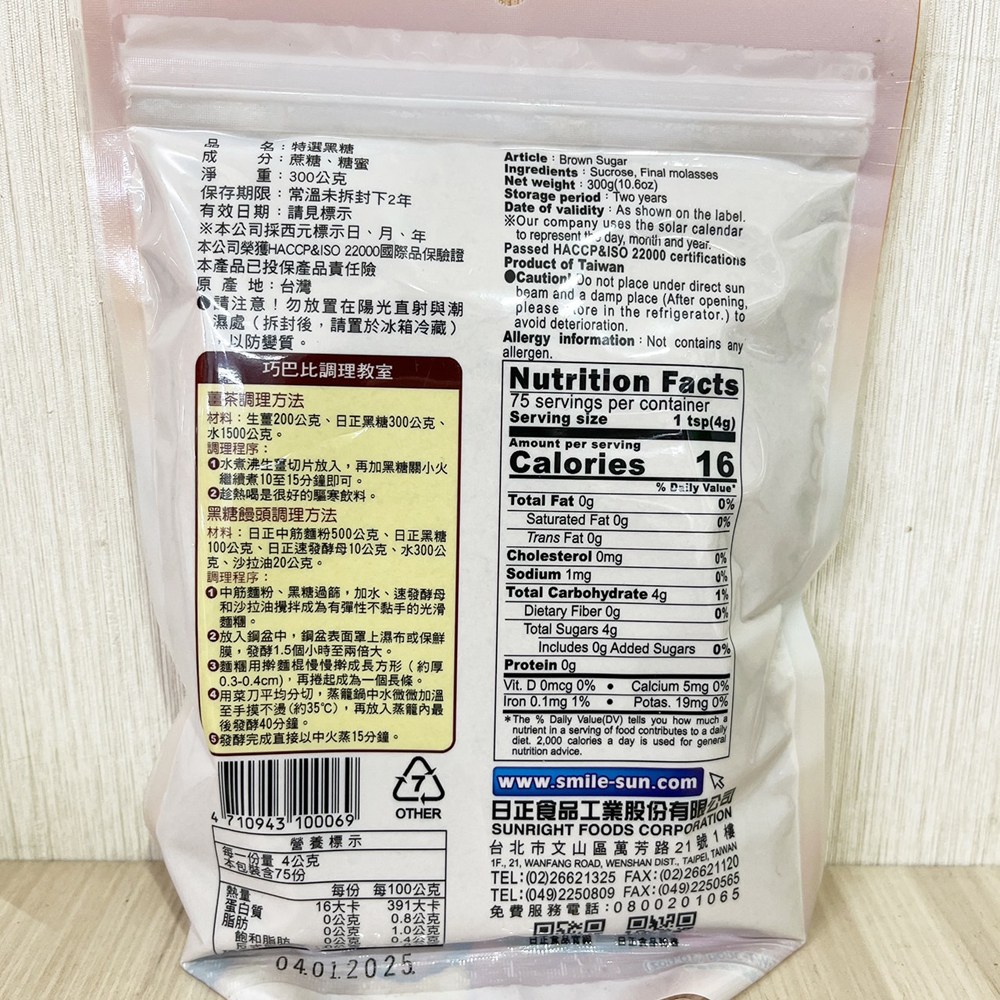 品名：特選黑糖
成分：蔗糖、糖蜜
淨重：300公克
保存期限：常溫未拆封下2年
有效日期：請見標示
※本公司採西元標示日、月、年
本公司榮獲HACCP&ISO 22000國際品保驗證
本產品已投保產品責任險
原產地：台灣
●請注意！勿放置在陽光直射與潮
濕處（拆封後，請置於冰箱冷藏）
，以防變質。
巧巴比調理教室
薑茶調理方法
材料：生薑200公克、日正黑糖300公克、
水1500公克。
調理程序：
❶水煮沸生薑切片放入，再加黑糖關小火
繼續煮10至15分鐘即可。
❷趁熱喝是很好的驅寒飲料。
黑糖饅頭調理方法
材料：日正中筋麵粉500公克、日正黑糖
100公克、日正速發酵母10公克、水300公
克、沙拉油20公克。
調理程序：
❶中筋麵粉、黑糖過篩，加水、速發酵母
和沙拉油攪拌成為有彈性不黏手的光滑
麵糰。
❷放入鋼盆中，鋼盆表面罩上濕布或保鮮
膜，發酵1.5個小時至兩倍大。
❸麵糰用擀麵棍慢慢擀成長方形（約厚
0.3-0.4cm)，再捲起成為一個長條。
❹用菜刀平均分切，蒸籠鍋中水微微加溫
至手摸不燙(約35℃)，再放入蒸籠內最
後發酵40分鐘。
❺發酵完成直接以中火蒸15分鐘。
4 710943 100069
7
OTHER
營養標示
每一份量 4公克
本包裝含75份
每份 每100公克
熱量 16大卡 391大卡
蛋白質 0公克 0.8公克
脂肪 0公克 1.0公克
飽和脂肪 0公克 0.4公克
04.01.2025
Article：Brown Sugar
Ingredients：Sucrose, Final molasses
Net weight：300g(10.6oz)
Storage period：Two years
Date of validity：As shown on the label.
※Our company uses the solar calendar
to represent the day, month and year.
Passed HACCP&ISO 22000 certifications
Product of Taiwan
●Caution! Do not place under direct sun
beam and a damp place (After opening,
please store in the refrigerator.) to
avoid deterioration.
Allergy information：Not contains any
allergen.
Nutrition Facts
75 servings per container
Serving size 1 tsp(4g)
Amount per serving
Calories 16
% Daily Value*
Total Fat 0g 0%
Saturated Fat 0g 0%
Trans Fat 0g
Cholesterol 0mg 0%
Sodium 1mg 0%
Total Carbohydrate 4g 1%
Dietary Fiber 0g 0%
Total Sugars 4g
Includes 0g Added Sugars 0%
Protein 0g
Vit. D 0mcg 0% • Calcium 5mg 0%
Iron 0.1mg 1% • Potas. 19mg 0%
*The % Daily Value(DV) tells you how much a
nutrient in a serving of food contributes to a daily
diet. 2,000 calories a day is used for general
nutrition advice.
www.smile-sun.com
日正食品工業股份有限公司
SUNRIGHT FOODS CORPORATION
台北市文山區萬芳路21號1樓
1F., 21, WANFANG ROAD, WENSHAN DIST., TAIPEI, TAIWAN
TEL:(02)26621325 FAX:(02)26621120
TEL:(049)2250809 FAX:(049)2250565
免費服務電話：0800201065
日正食品官網 日正食品粉專